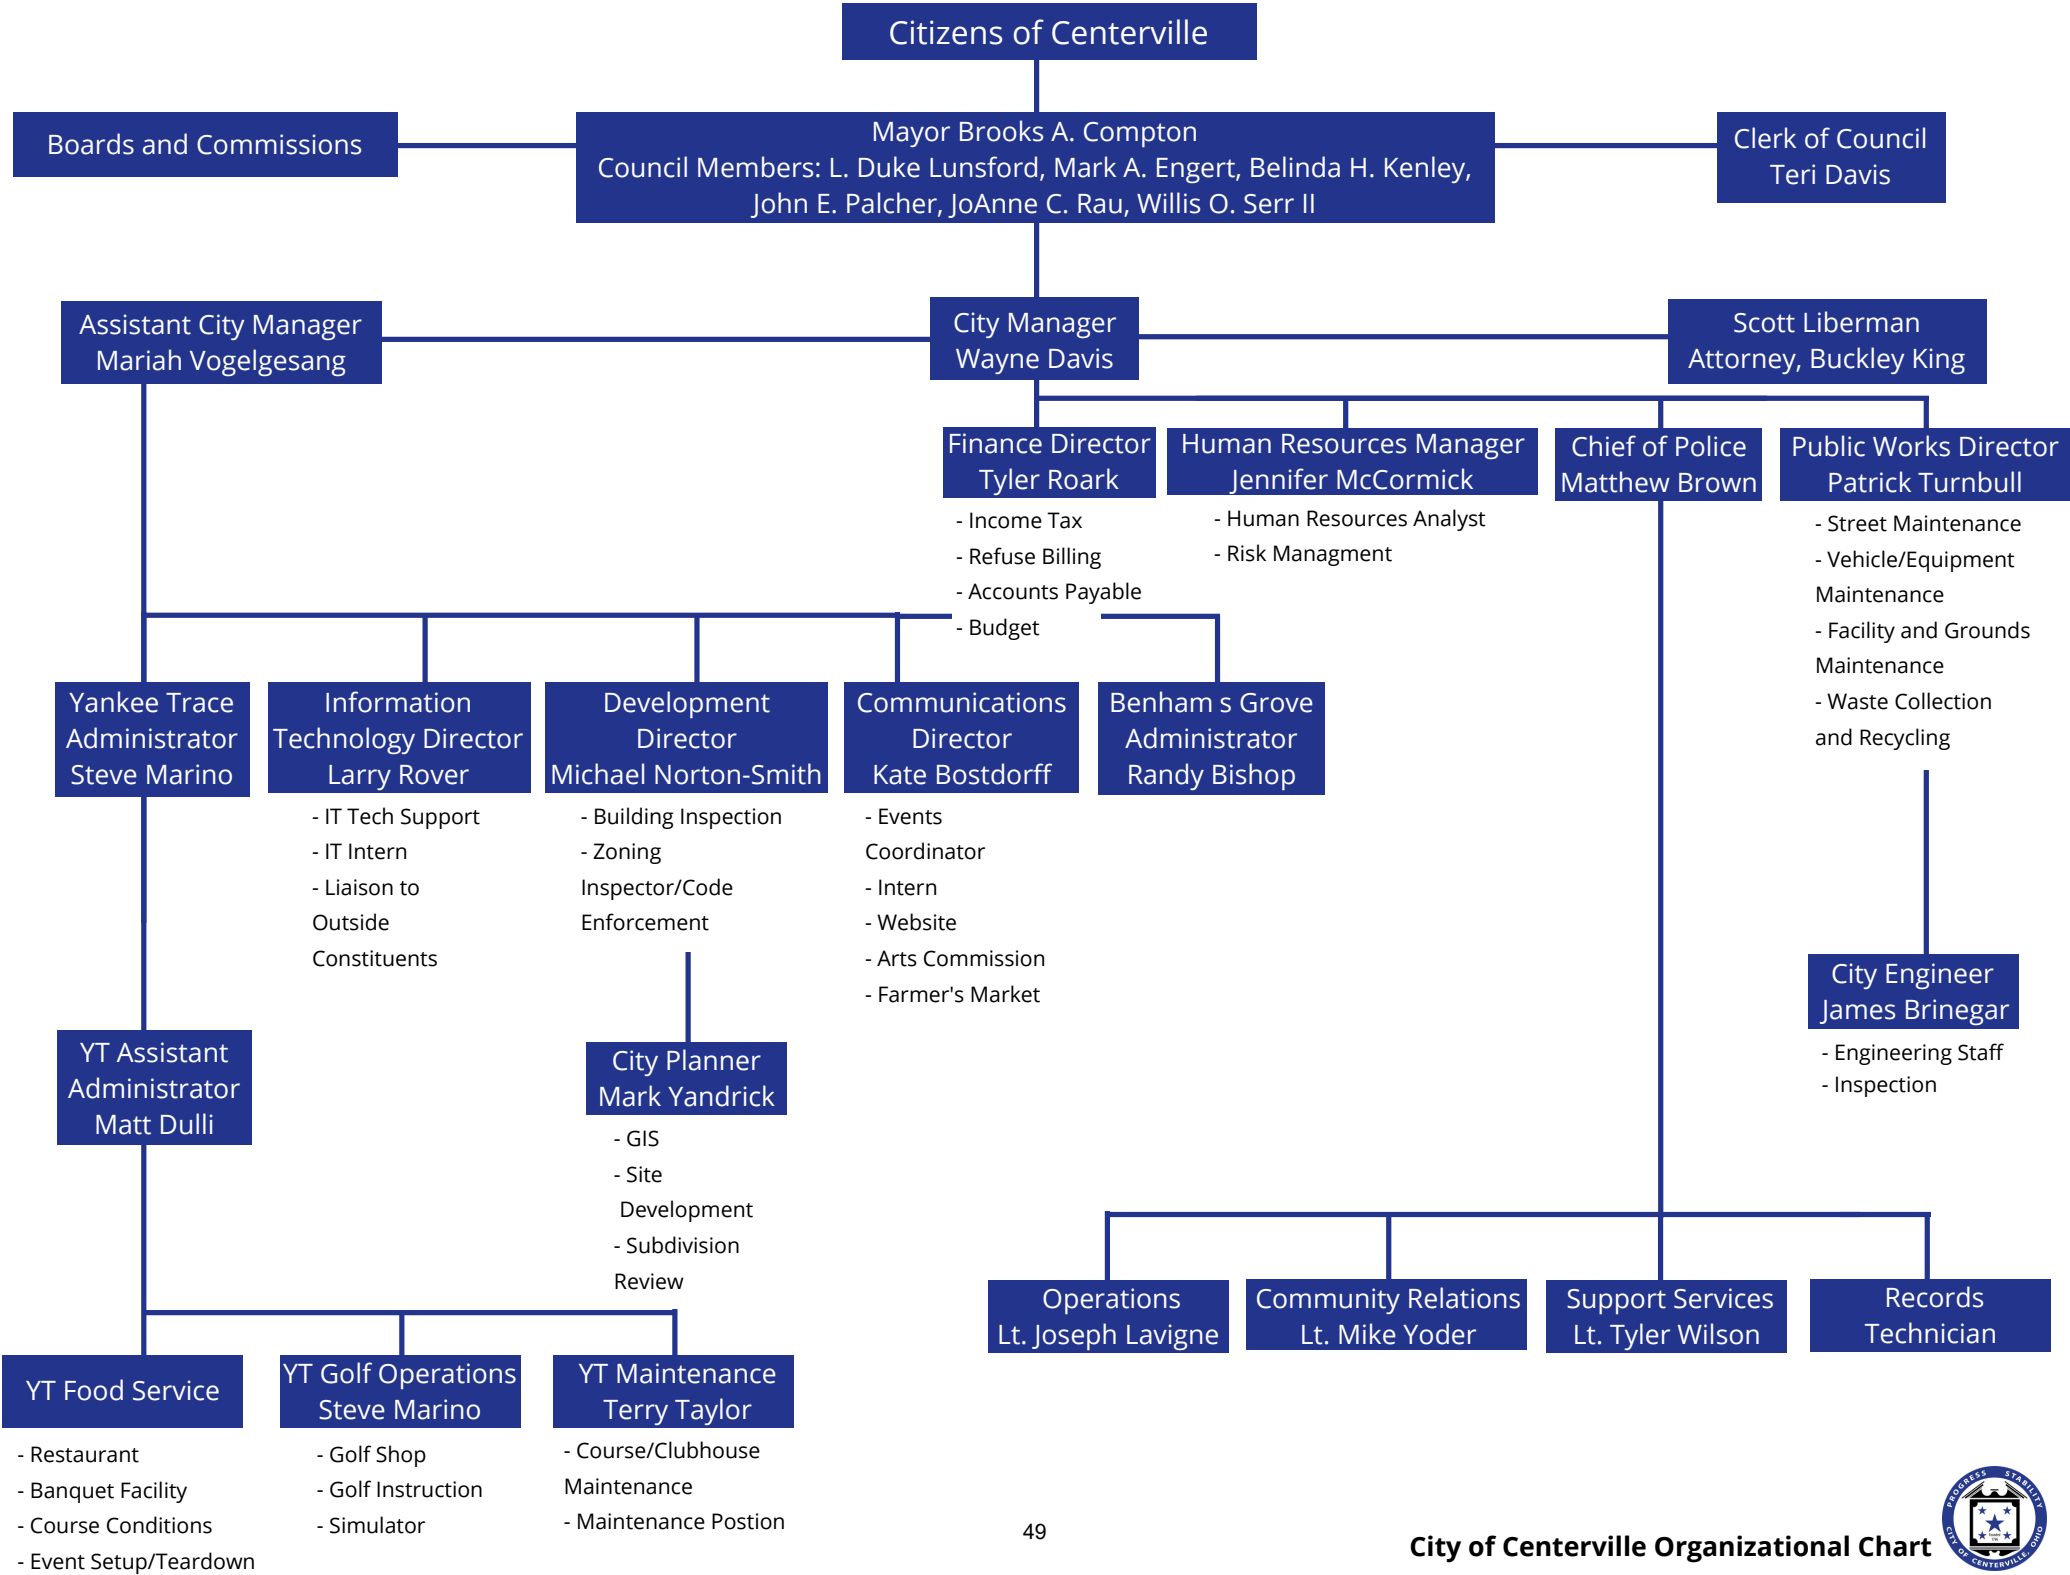 Citizens of Centerville
Boards and Commissions
Mayor Brooks A. Compton
Council Members: L. Duke Lunsford, Mark A. Engert, Belinda H. Kenley,
John E. Palcher, JoAnne C. Rau, Willis O. Serr II
Clerk of Council
Teri Davis
Assistant City Manager
Mariah Vogelgesang
City Manager
Wayne Davis
Scott Liberman
Attorney, Buckley King
Finance Director
Tyler Roark
- Income Tax
- Refuse Billing
- Accounts Payable
- Budget
Human Resources Manager
Jennifer McCormick
- Human Resources Analyst
- Risk Managment
Chief of Police
Matthew Brown
Public Works Director
Patrick Turnbull
- Street Maintenance
- Vehicle/Equipment
Maintenance
- Facility and Grounds
Maintenance
- Waste Collection
and Recycling
Yankee Trace
Administrator
Steve Marino
Information
Technology Director
Larry Rover
- IT Tech Support
- IT Intern
- Liaison to
Outside
Constituents
Development
Director
Michael Norton-Smith
- Building Inspection
- Zoning
Inspector/Code
Enforcement
Communications
Director
Kate Bostdorff
- Events
Coordinator
- Intern
- Website
- Arts Commission
- Farmer's Market
Benham s Grove
Administrator
Randy Bishop
City Engineer
James Brinegar
- Engineering Staff
- Inspection
YT Assistant
Administrator
Matt Dulli
City Planner
Mark Yandrick
- GIS
- Site
Development
- Subdivision
Review
Operations
Lt. Joseph Lavigne
Community Relations
Lt. Mike Yoder
Support Services
Lt. Tyler Wilson
Records
Technician
YT Food Service
- Restaurant
- Banquet Facility
- Course Conditions
- Event Setup/Teardown
YT Golf Operations
Steve Marino
- Golf Shop
- Golf Instruction
- Simulator
YT Maintenance
Terry Taylor
- Course/Clubhouse
Maintenance
- Maintenance Postion
49
City of Centerville Organizational Chart
PROGRESS STABILITY
CITY OF CENTERVILLE, OHIO